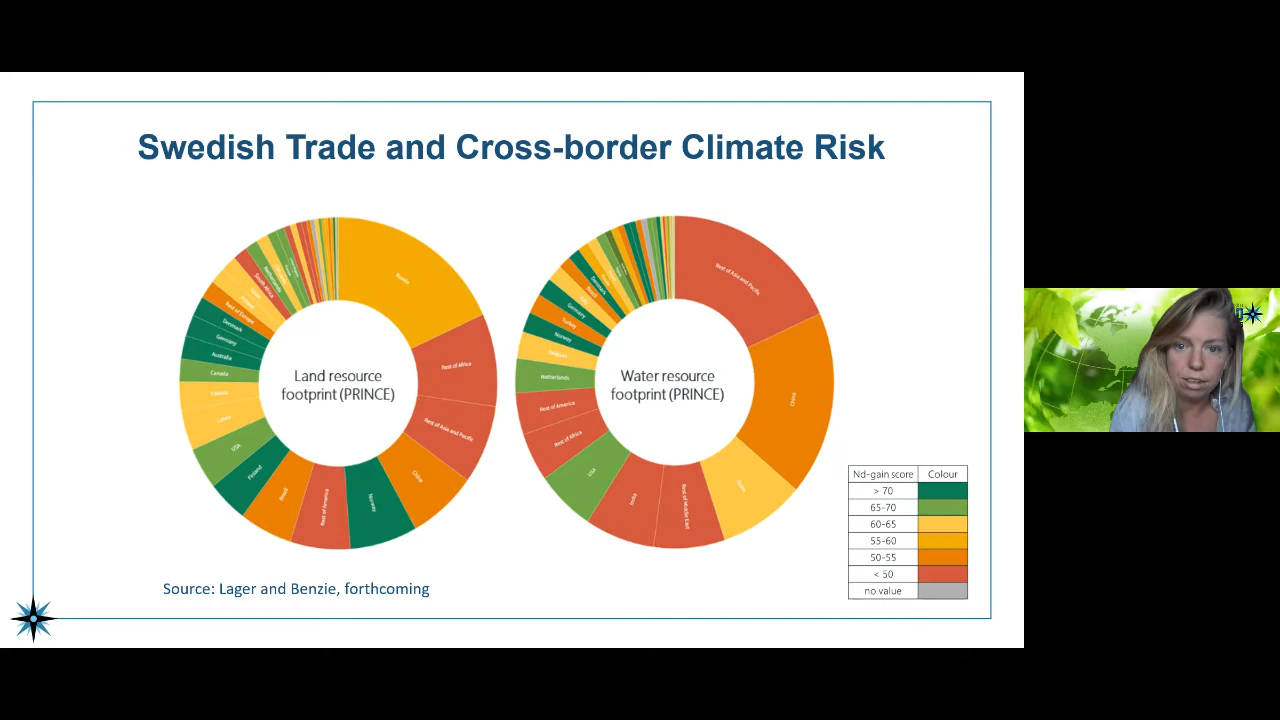 Swedish Trade and Cross-border Climate Risk
Land resource
footprint (PRINCE)
Russia
Rest of Africa
Rest of Asia and Pacific
China
Norway
Rest of America
Brazil
Finland
USA
Latvia
Canada
Australia
Germany
Denmark
Rest of Europe
South Africa
Netherlands
Water resource
footprint (PRINCE)
Rest of Asia and Pacific
China
Rest of Middle East
India
USA
Rest of Africa
Rest of America
Netherlands
Belgium
Norway
Turkey
Germany
Denmark
Nd-gain score Colour
> 70
65-70
60-65
55-60
50-55
< 50
no value
Source: Lager and Benzie, forthcoming